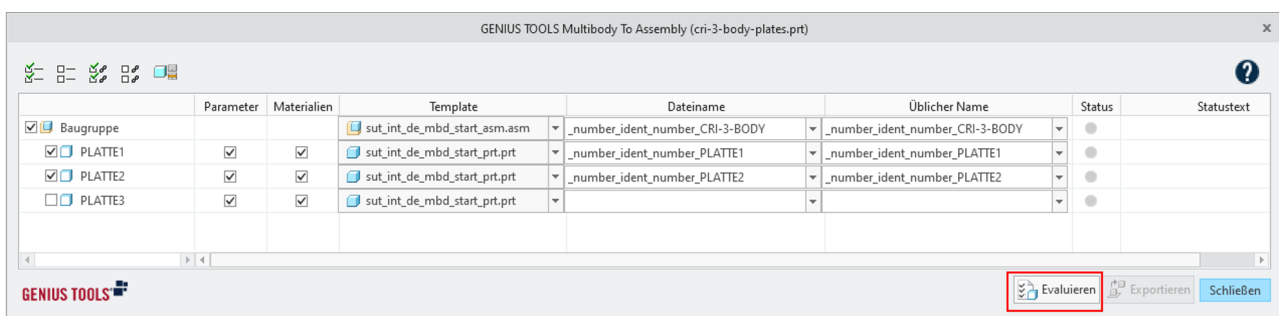 GENIUS TOOLS Multibody To Assembly (cri-3-body-plates.prt) x
?
Parameter Materialien Template Dateiname Üblicher Name Status Statustext
Baugruppe sut_int_de_mbd_start_asm.asm _number_ident_number_CRI-3-BODY _number_ident_number_CRI-3-BODY
PLATTE1 sut_int_de_mbd_start_prt.prt _number_ident_number_PLATTE1 _number_ident_number_PLATTE1
PLATTE2 sut_int_de_mbd_start_prt.prt _number_ident_number_PLATTE2 _number_ident_number_PLATTE2
PLATTE3 sut_int_de_mbd_start_prt.prt
GENIUS TOOLS Evaluieren Exportieren Schließen